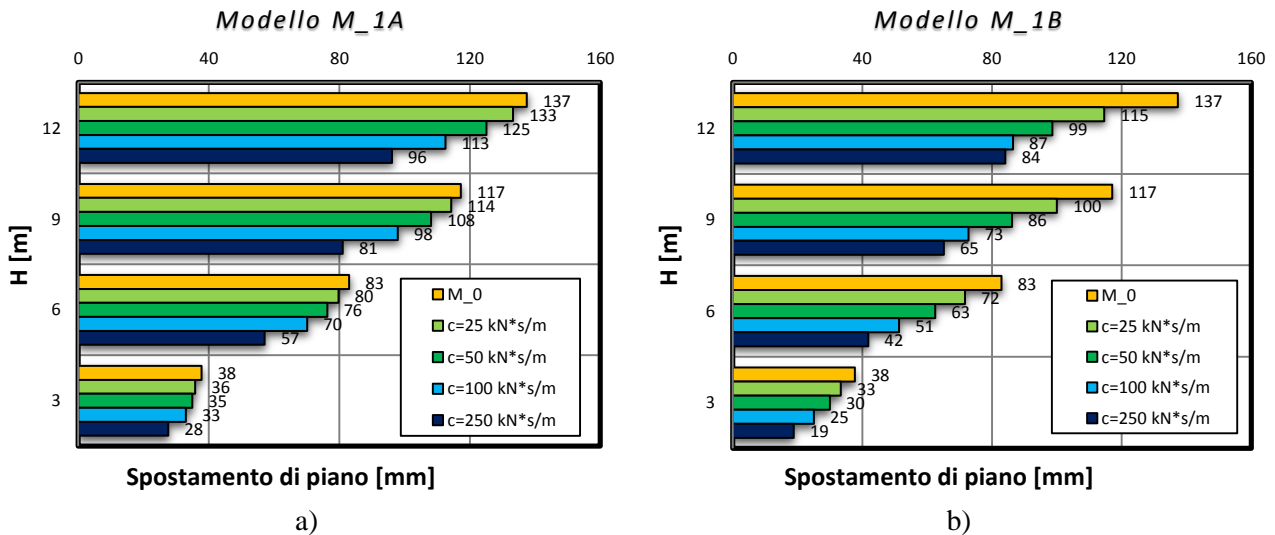 Modello M_1A
0 40 80 120 160
12
137
133
125
113
96
9
117
114
108
98
81
6
83
80
76
70
57
3
38
36
35
33
28
H [m]
M_0
c=25 kN*s/m
c=50 kN*s/m
c=100 kN*s/m
c=250 kN*s/m
Spostamento di piano [mm]
a)
Modello M_1B
0 40 80 120 160
12
137
115
99
87
84
9
117
100
86
73
65
6
83
72
63
51
42
3
38
33
30
25
19
H [m]
M_0
c=25 kN*s/m
c=50 kN*s/m
c=100 kN*s/m
c=250 kN*s/m
Spostamento di piano [mm]
b)